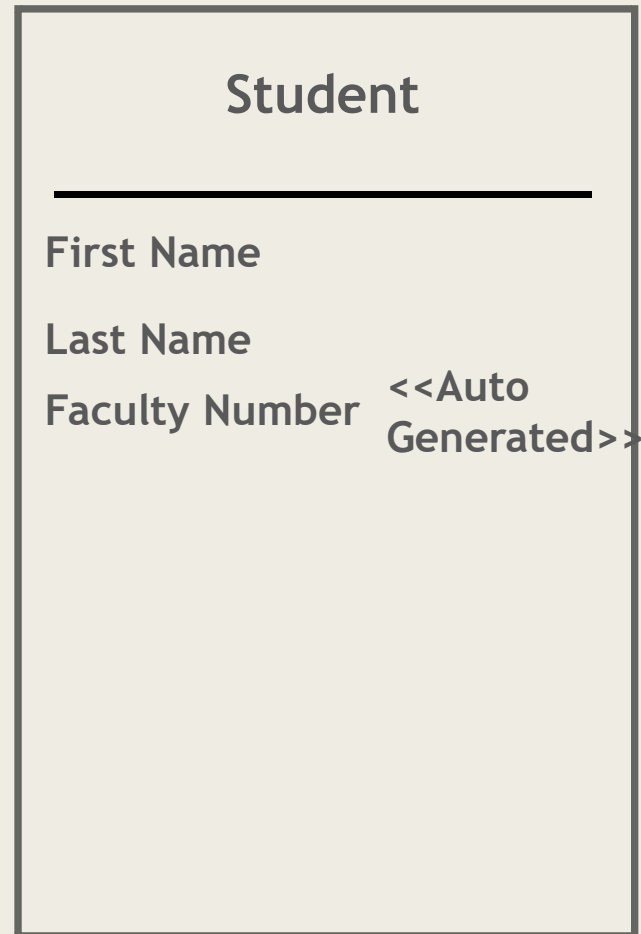 Student
First Name
Last Name
Faculty Number
<<Auto
Generated>>